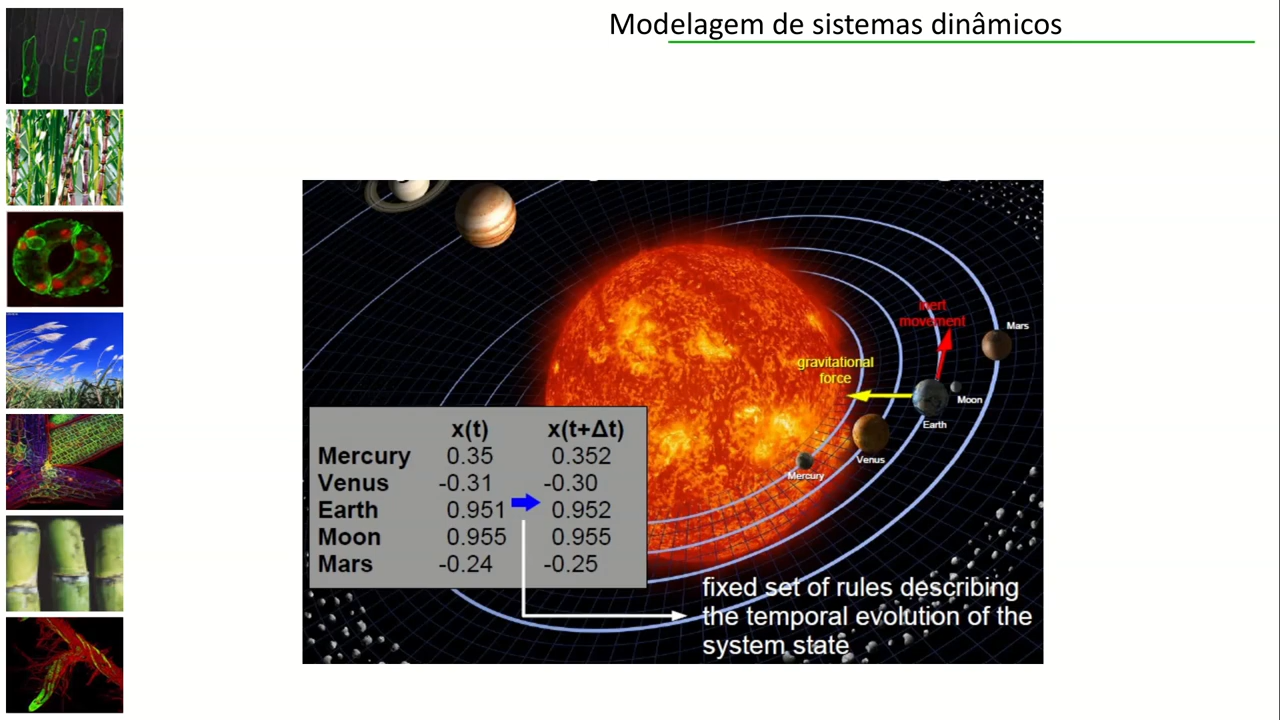 Modelagem de sistemas dinâmicos
inert
movement
Mars
gravitational
force
Moon
Earth
Venus
Mercury
x(t) x(t+Δt)
Mercury 0.35 0.352
Venus -0.31 -0.30
Earth 0.951 0.952
Moon 0.955 0.955
Mars -0.24 -0.25
fixed set of rules describing
the temporal evolution of the
system state